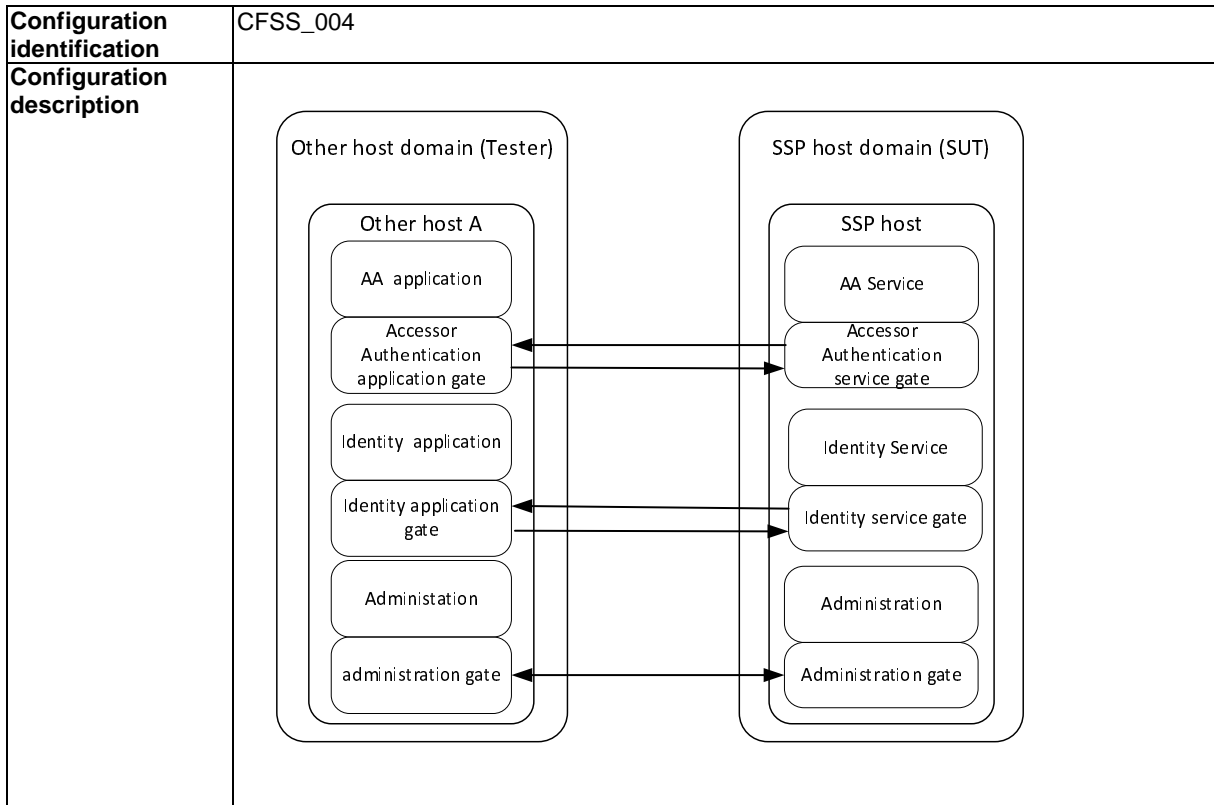 Configuration
identification
CFSS_004
Configuration
description
Other host domain (Tester)
Other host A
AA application
Accessor
Authentication
application gate
Identity application
Identity application
gate
Administation
administration gate
SSP host domain (SUT)
SSP host
AA Service
Accessor
Authentication
service gate
Identity Service
Identity service gate
Administration
Administration gate